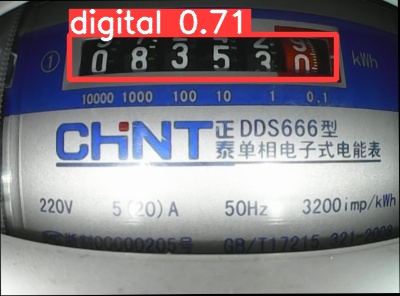 digital 0.71
① 0 8 3 5 3 0 kWh
10000 1000 100 10 1 0.1
CHNT 正泰 DDS666型
单相电子式电能表
220V 5(20)A 50Hz 3200imp/kWh
00000205号 GB/T17215.321-2008